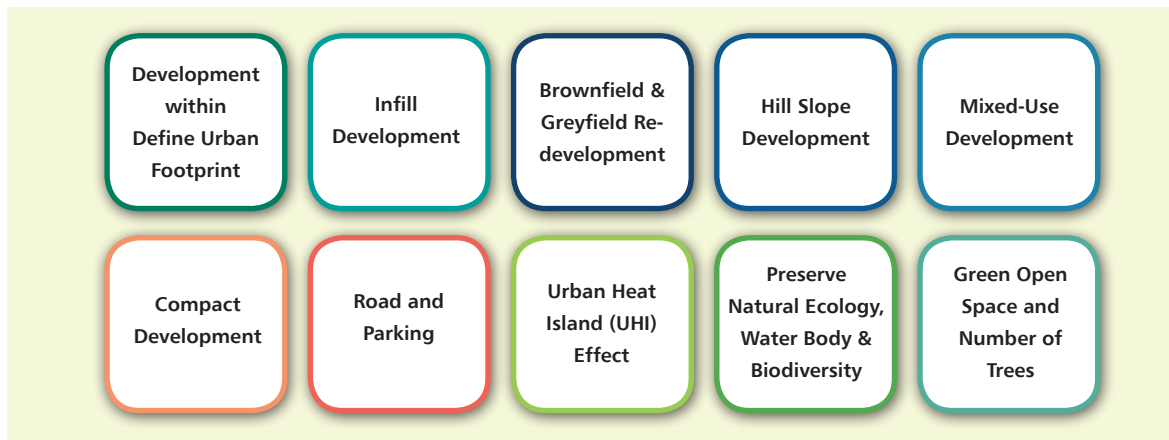 Development
within
Define Urban
Footprint
Infill
Development
Brownfield &
Greyfield Re-
development
Hill Slope
Development
Mixed-Use
Development
Compact
Development
Road and
Parking
Urban Heat
Island (UHI)
Effect
Preserve
Natural Ecology,
Water Body &
Biodiversity
Green Open
Space and
Number of
Trees